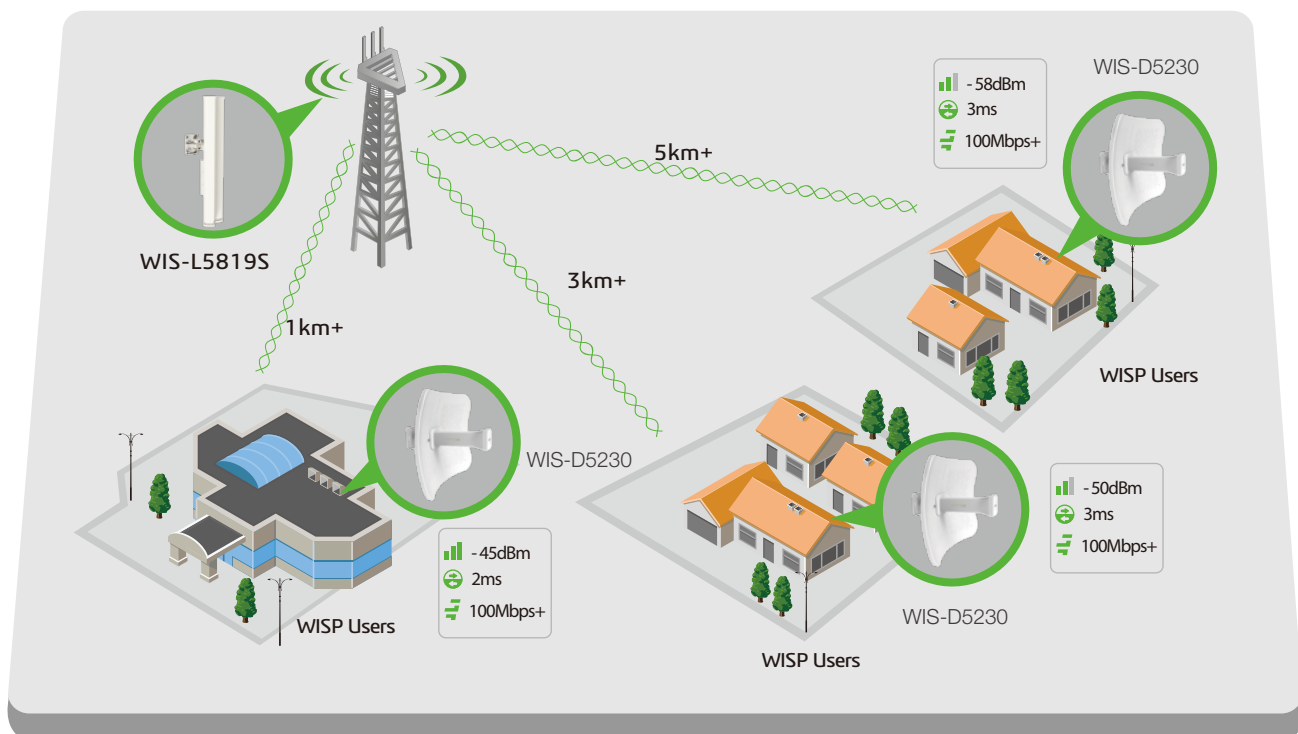 WIS-D5230
-58dBm
3ms
100Mbps+
5km+
WIS-L5819S
3km+
1km+
WISP Users
WIS-D5230
-45dBm
2ms
100Mbps+
WISP Users
-50dBm
3ms
100Mbps+
WIS-D5230
WISP Users